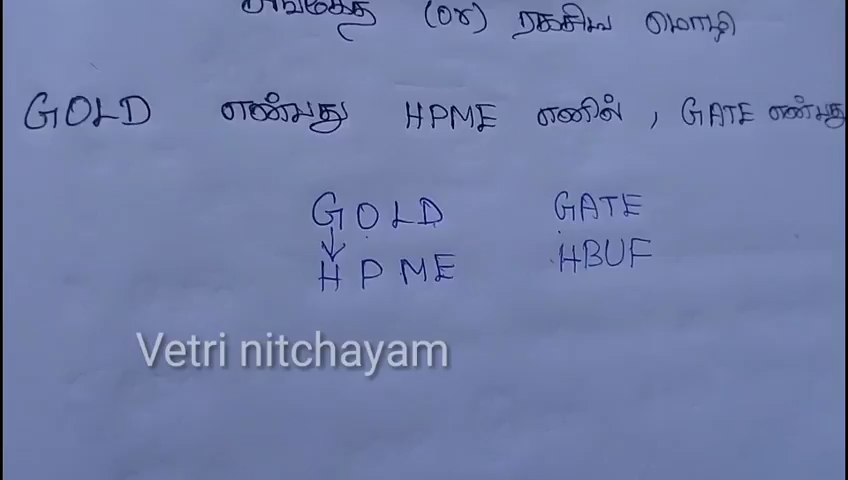 (or) ரகசிய மொழி
GOLD என்பது HPME எனில் , GATE என்பது
GOLD GATE
HPME HBUF
Vetri nitchayam